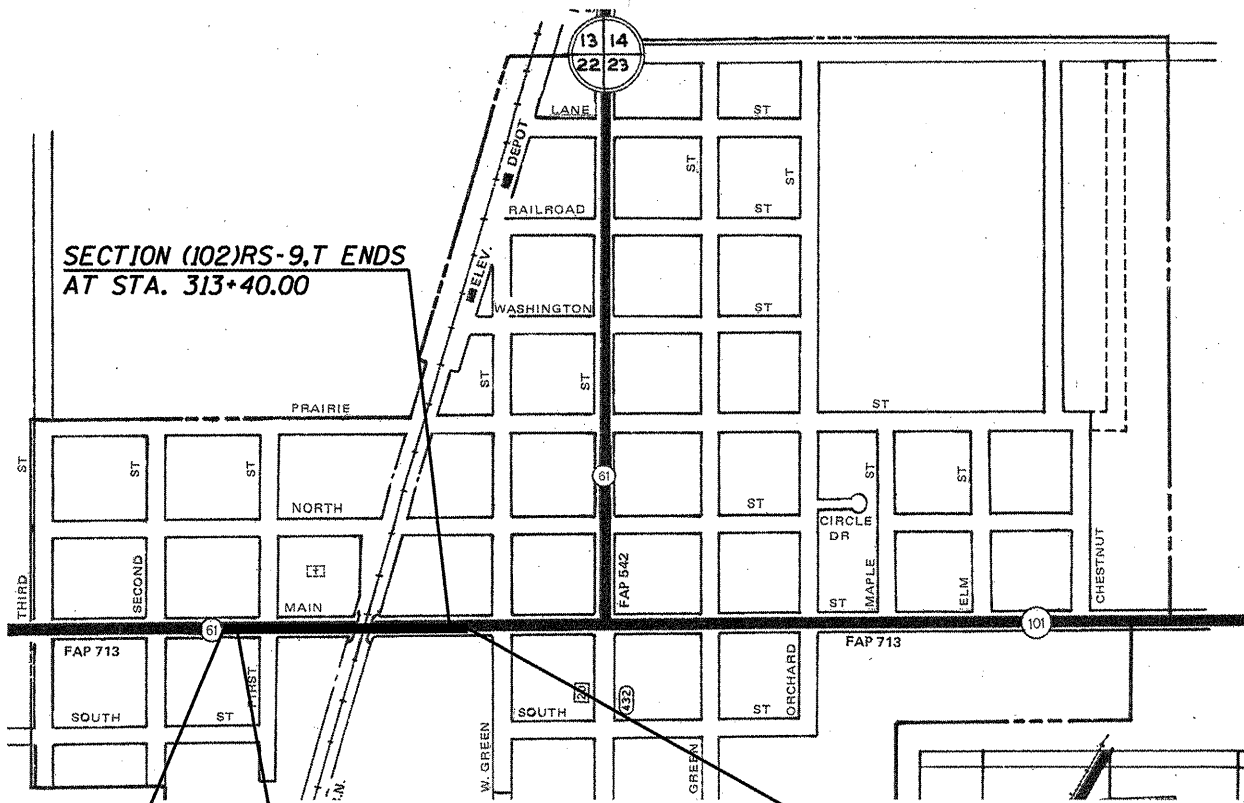 13 14
22 23
LANE
ST
DEPOT
ST
ST
RAILROAD
ST
SECTION (102)RS-9,T ENDS
AT STA. 313+40.00
ELEV.
WASHINGTON
ST
ST
ST
PRAIRIE
ST
ST
ST
ST
61
ST
ST
NORTH
ST
CIRCLE
DR
THIRD
SECOND
MAIN
FAP 542
ST
MAPLE
ELM
CHESTNUT
61
101
FAP 713
FAP 713
FIRST
ORCHARD
SOUTH
ST
20
432
SOUTH
ST
W. GREEN
GREEN